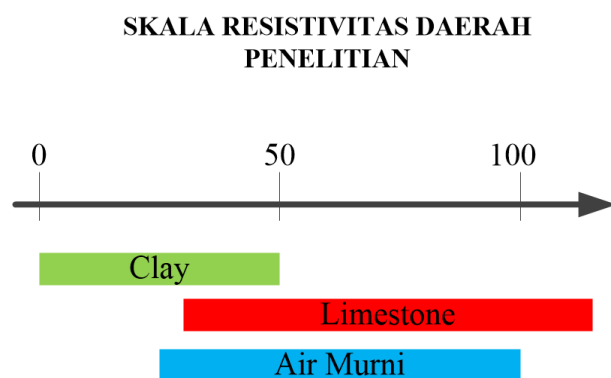 SKALA RESISTIVITAS DAERAH
PENELITIAN
0 50 100
Clay
Limestone
Air Murni